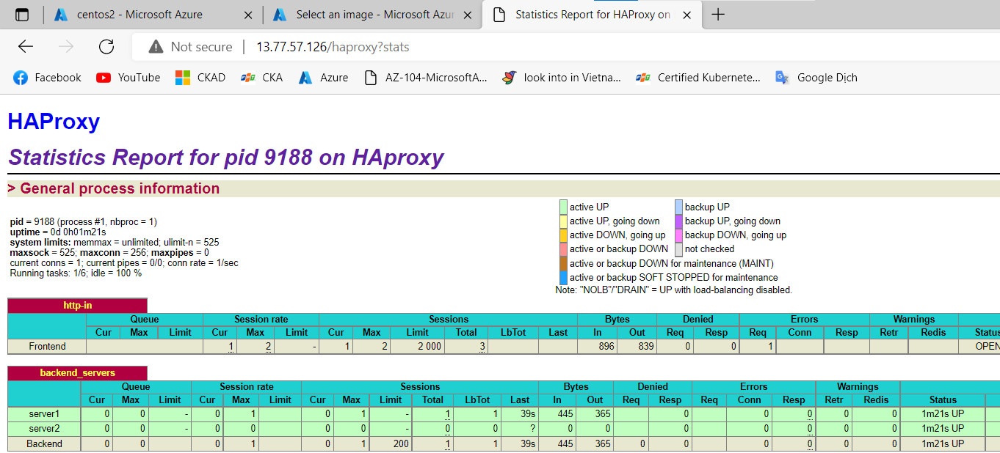 centos2 - Microsoft Azure
Select an image - Microsoft Azur
Statistics Report for HAProxy on
Not secure
13.77.57.126/haproxy?stats
Facebook YouTube CKAD CKA Azure AZ-104-MicrosoftA... look into in Vietna... Certified Kubernete... Google Dịch
HAProxy
Statistics Report for pid 9188 on HAproxy
> General process information
pid = 9188 (process #1, nbproc = 1)
uptime = 0d 0h01m21s
system limits: memmax = unlimited; ulimit-n = 525
maxsock = 525; maxconn = 256; maxpipes = 0
current conns = 1; current pipes = 0/0; conn rate = 1/sec
Running tasks: 1/6; idle = 100 %
active UP backup UP
active UP, going down backup UP, going down
active DOWN, going up backup DOWN, going up
active or backup DOWN not checked
active or backup DOWN for maintenance (MAINT)
active or backup SOFT STOPPED for maintenance
Note: "NOLB"/"DRAIN" = UP with load-balancing disabled.
http-in
Queue Session rate Sessions Bytes Denied Errors Warnings
Cur Max Limit Cur Max Limit Cur Max Limit Total LbTot Last In Out Req Resp Req Conn Resp Retr Redis Status
Frontend 1 2 - 1 2 2 000 3 896 839 0 0 1 OPEN
backend_servers
Queue Session rate Sessions Bytes Denied Errors Warnings
Cur Max Limit Cur Max Limit Cur Max Limit Total LbTot Last In Out Req Resp Req Conn Resp Retr Redis Status
server1 0 0 - 0 1 0 1 - 1 1 39s 445 365 0 0 0 0 0 1m21s UP
server2 0 0 - 0 0 0 0 - 0 0 ? 0 0 0 0 0 0 0 1m21s UP
Backend 0 0 0 1 0 1 200 1 1 39s 445 365 0 0 0 0 0 0 1m21s UP